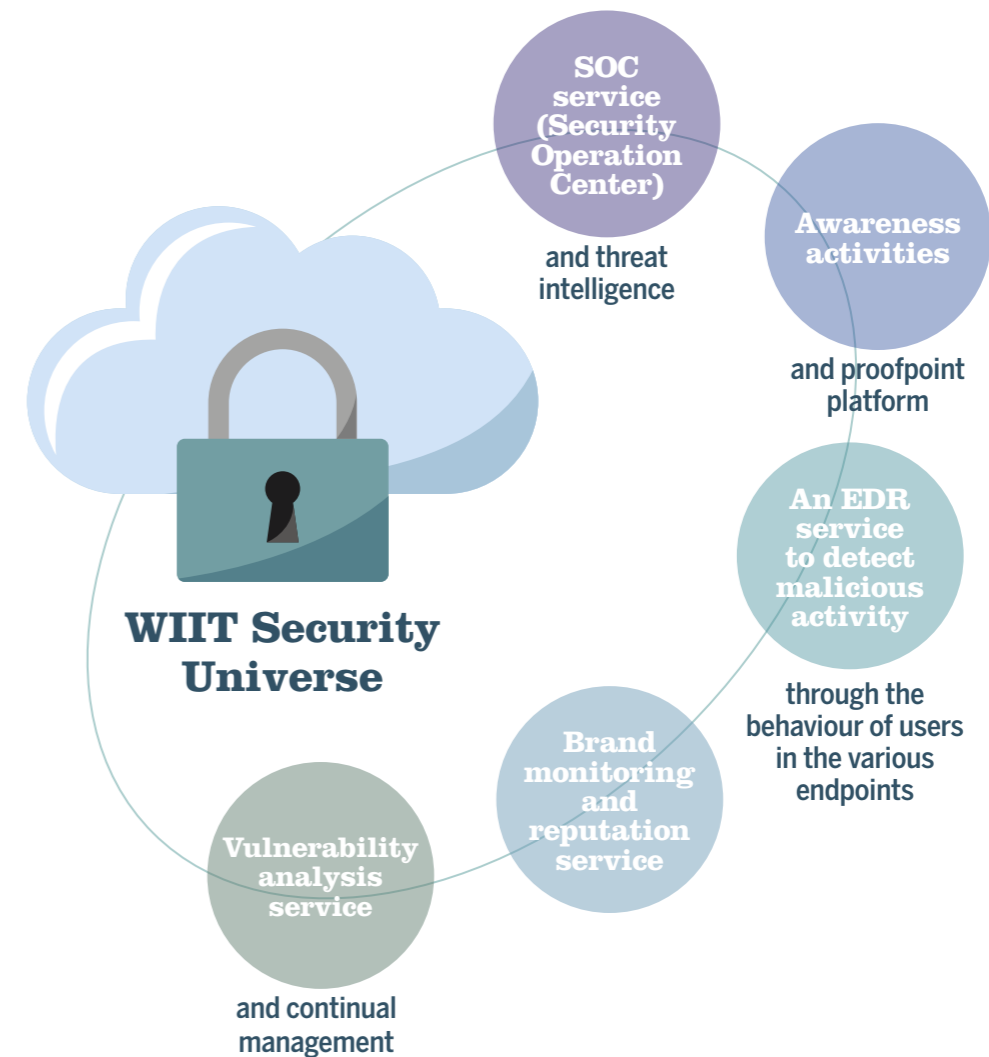 SOC
service
(Security
Operation
Center)
and threat
intelligence
Awareness
activities
and proofpoint
platform
An EDR
service
to detect
malicious
activity
through the
behaviour of users
in the various
endpoints
WIIT Security
Universe
Brand
monitoring
and
reputation
service
Vulnerability
analysis
service
and continual
management